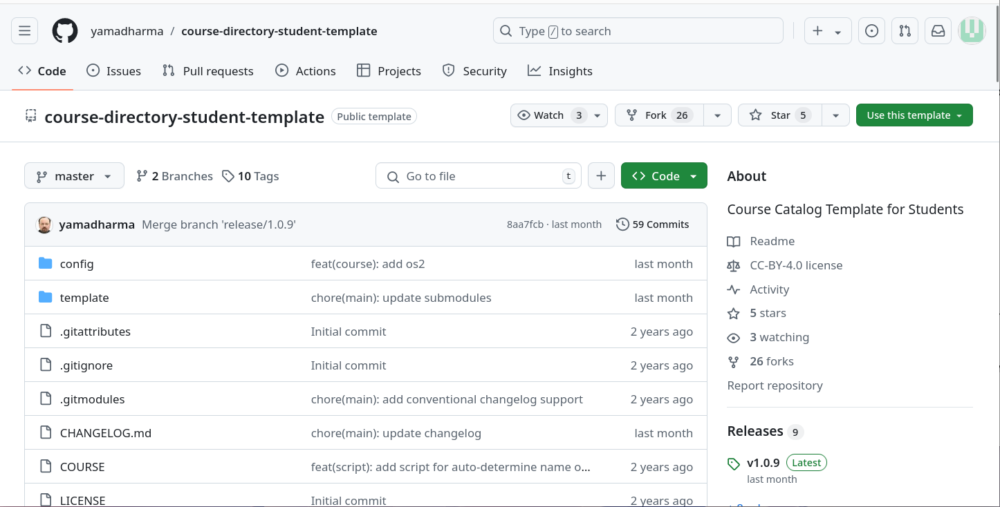 yamadharma / course-directory-student-template
Type / to search
Code Issues Pull requests Actions Projects Security Insights
course-directory-student-template Public template
Watch 3 Fork 26 Star 5 Use this template
master 2 Branches 10 Tags Go to file t Code
yamadharma Merge branch 'release/1.0.9' 8aa7fcb · last month 59 Commits
config feat(course): add os2 last month
template chore(main): update submodules last month
.gitattributes Initial commit 2 years ago
.gitignore Initial commit 2 years ago
.gitmodules chore(main): add conventional changelog support 2 years ago
CHANGELOG.md chore(main): update changelog last month
COURSE feat(script): add script for auto-determine name o... 2 years ago
LICENSE Initial commit 2 years ago
About
Course Catalog Template for Students
Readme
CC-BY-4.0 license
Activity
5 stars
3 watching
26 forks
Report repository
Releases 9
v1.0.9 Latest
last month